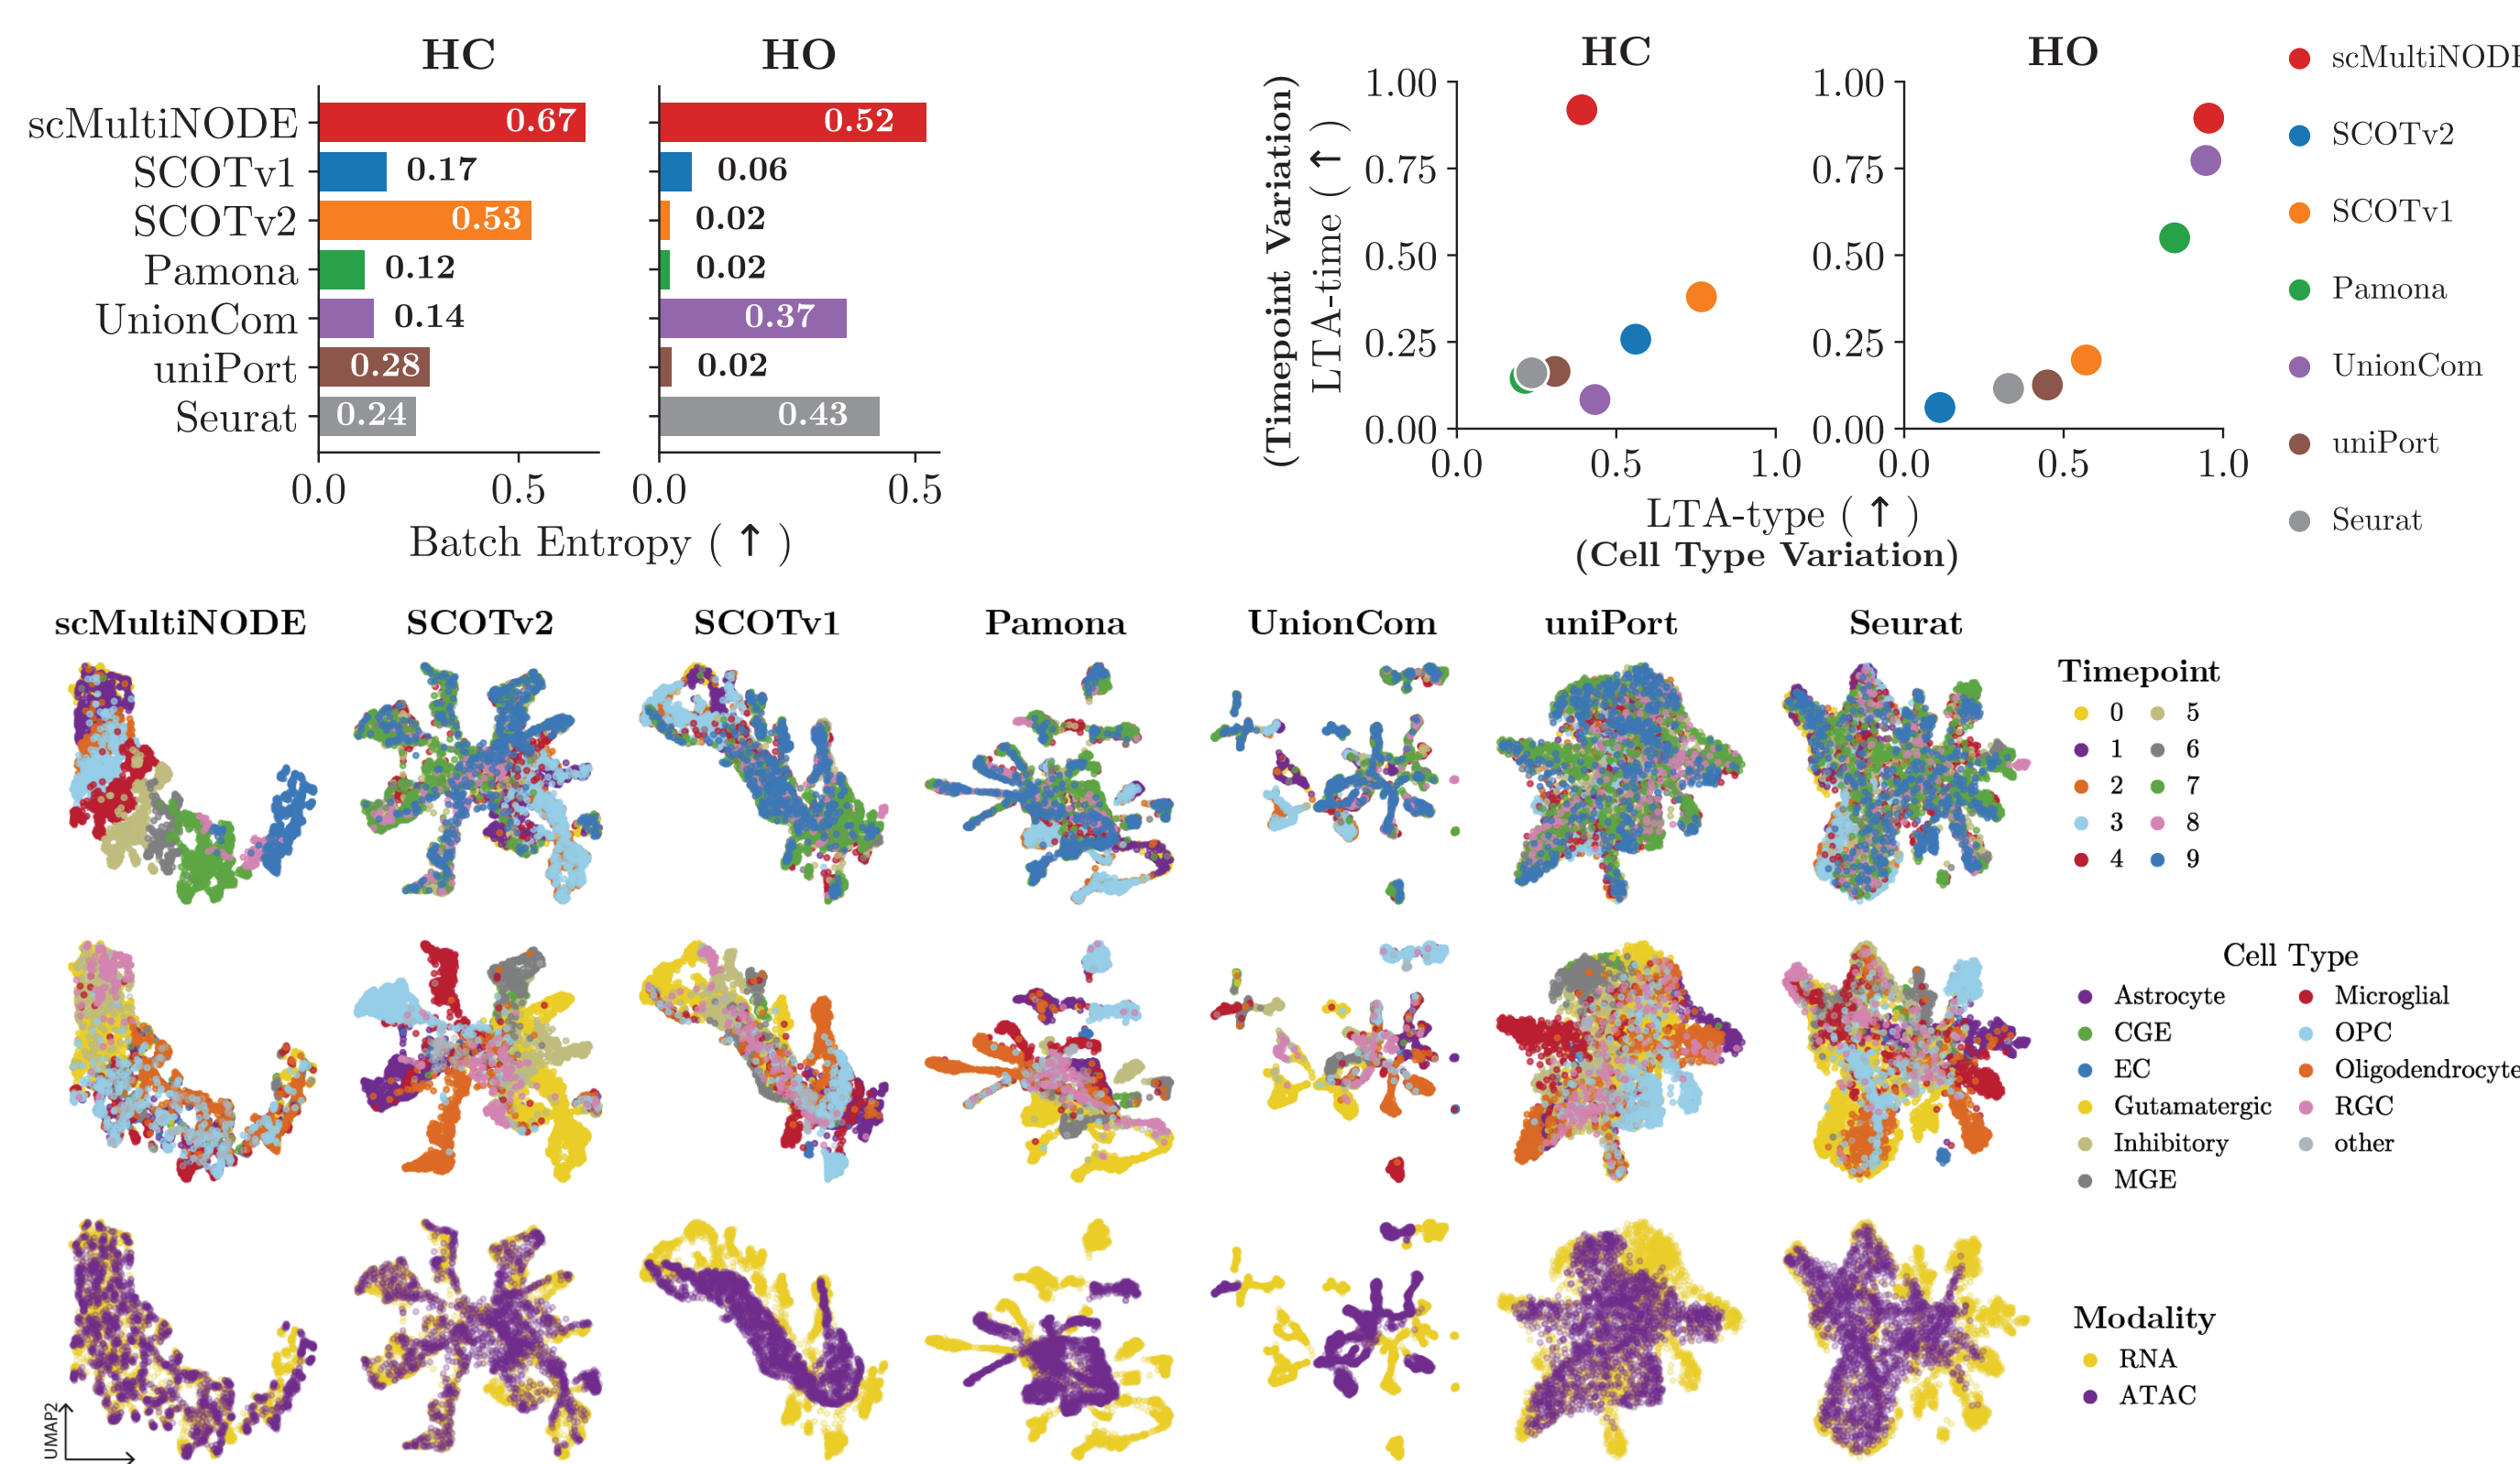 HC
HO
scMultiNODE
SCOTv1
SCOTv2
Pamona
UnionCom
uniPort
Seurat
0.67
0.17
0.53
0.12
0.14
0.28
0.24
0.52
0.06
0.02
0.02
0.37
0.02
0.43
0.0 0.5 0.0 0.5
Batch Entropy ( ↑ )
HC
HO
(Timepoint Variation)
LTA-time ( ↑ )
1.00
0.75
0.50
0.25
0.00
1.00
0.75
0.50
0.25
0.00
0.0 0.5 1.0 0.0 0.5 1.0
LTA-type ( ↑ )
(Cell Type Variation)
scMultiNODE
SCOTv2
SCOTv1
Pamona
UnionCom
uniPort
Seurat
scMultiNODE SCOTv2 SCOTv1 Pamona UnionCom uniPort Seurat
Timepoint
0 5
1 6
2 7
3 8
4 9
Cell Type
Astrocyte Microglial
CGE OPC
EC Oligodendrocyte
Gutamatergic RGC
Inhibitory other
MGE
Modality
RNA
ATAC
UMAP2